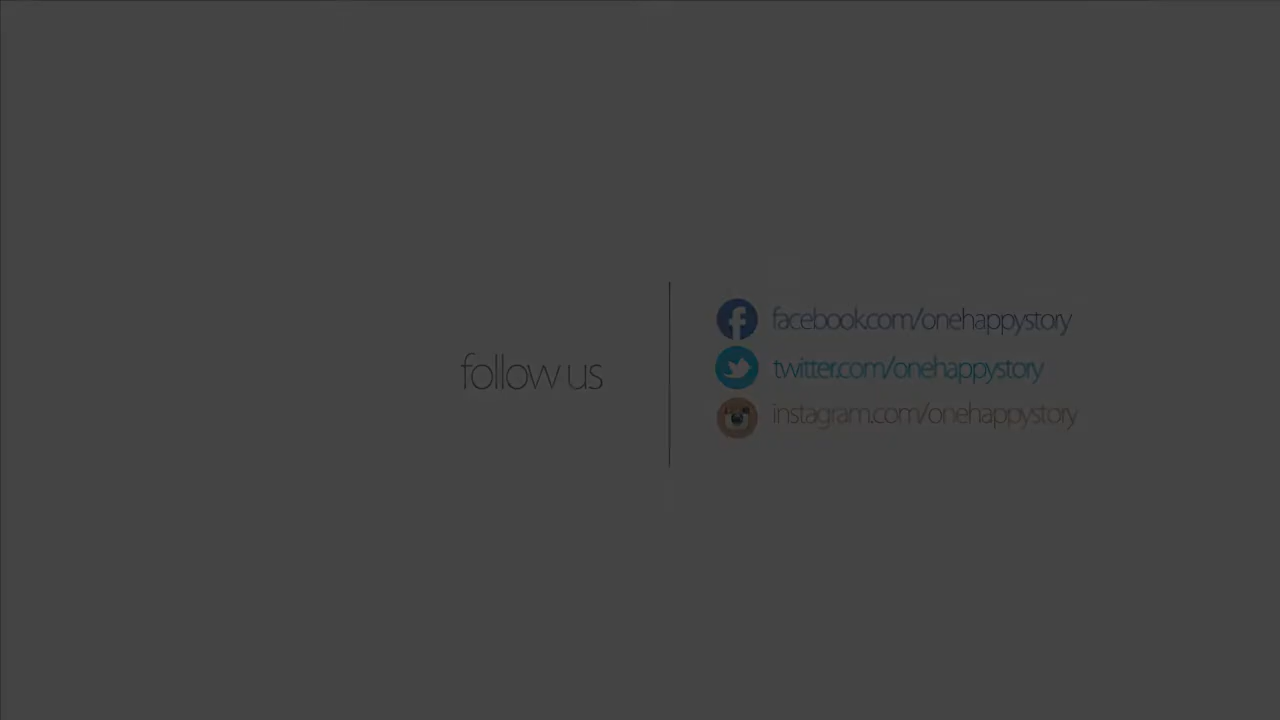 follow us
facebook.com/onehappystory
twitter.com/onehappystory
instagram.com/onehappystory